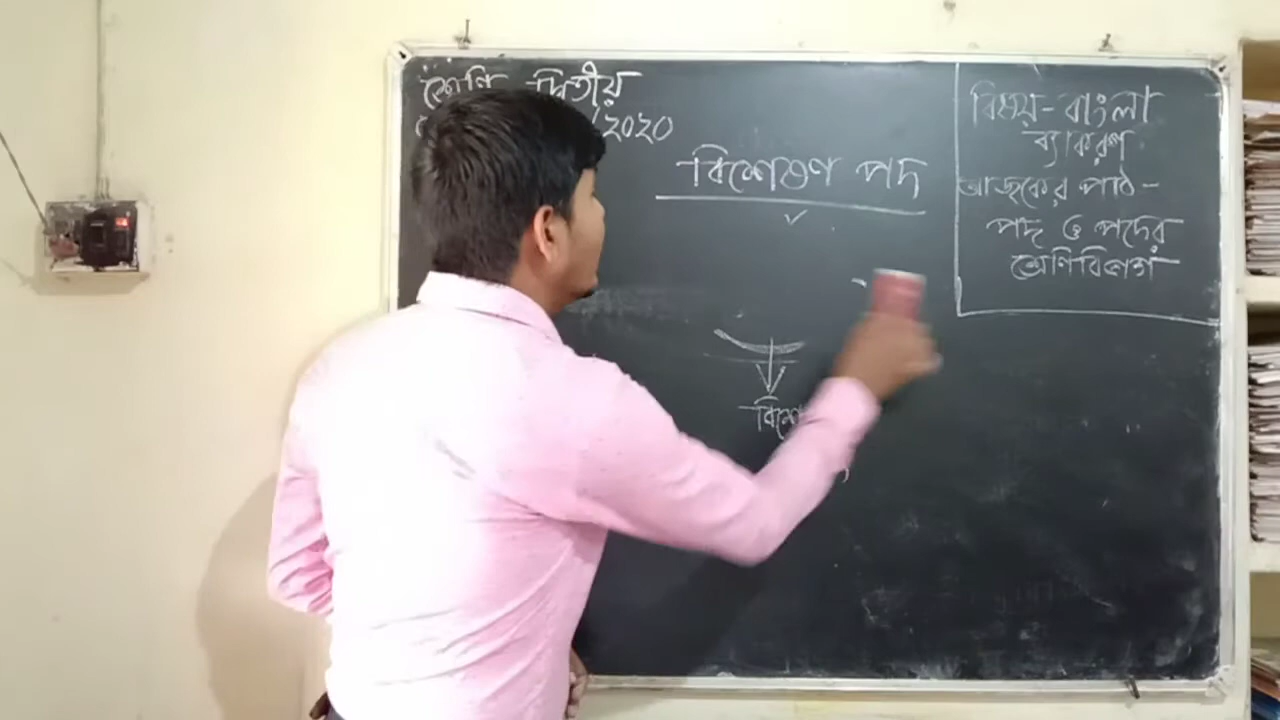 শ্রেণি দ্বিতীয়
/২০২০
বিশেষণ পদ
বিশে
বিষয়-বাংলা
ব্যাকরণ
আজকের পাঠ-
পদ ও পদের
শ্রেণিবিভাগ